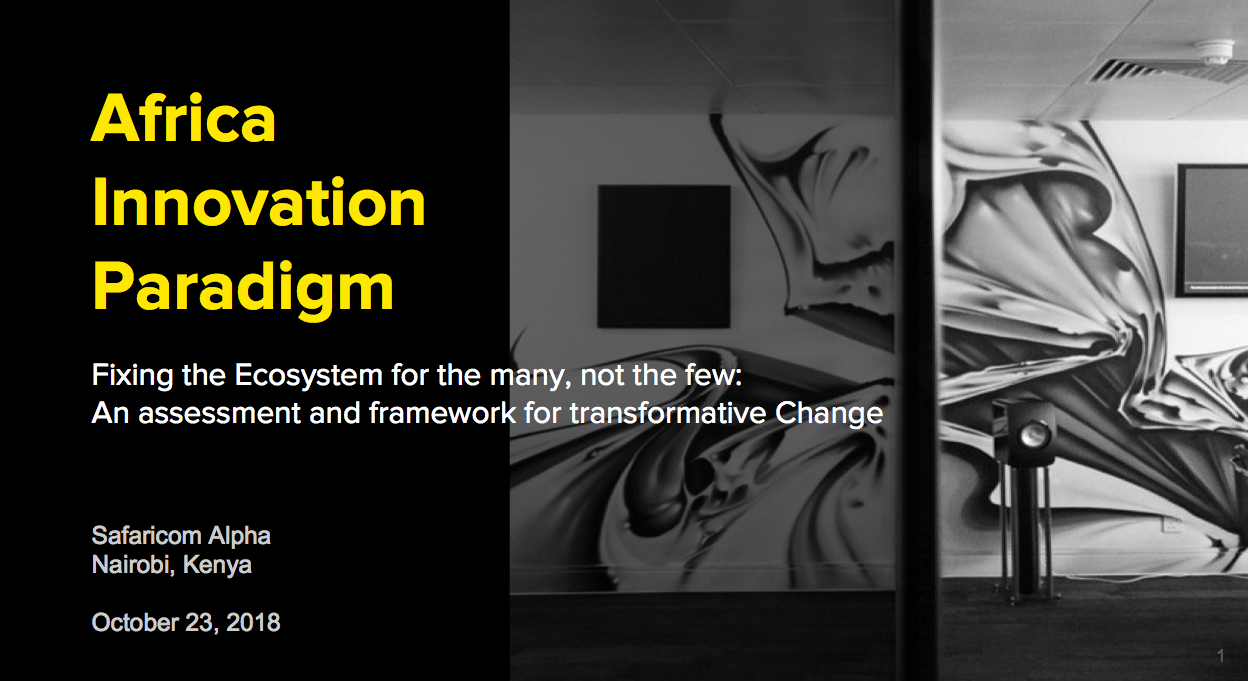 Africa
Innovation
Paradigm
Fixing the Ecosystem for the many, not the few:
An assessment and framework for transformative Change
Safaricom Alpha
Nairobi, Kenya
October 23, 2018
1